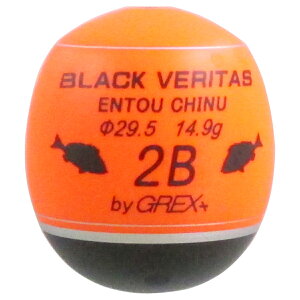 BLACK VERITAS
ENTOU CHINU
Φ29.5 14.9g
2B
by GREX+